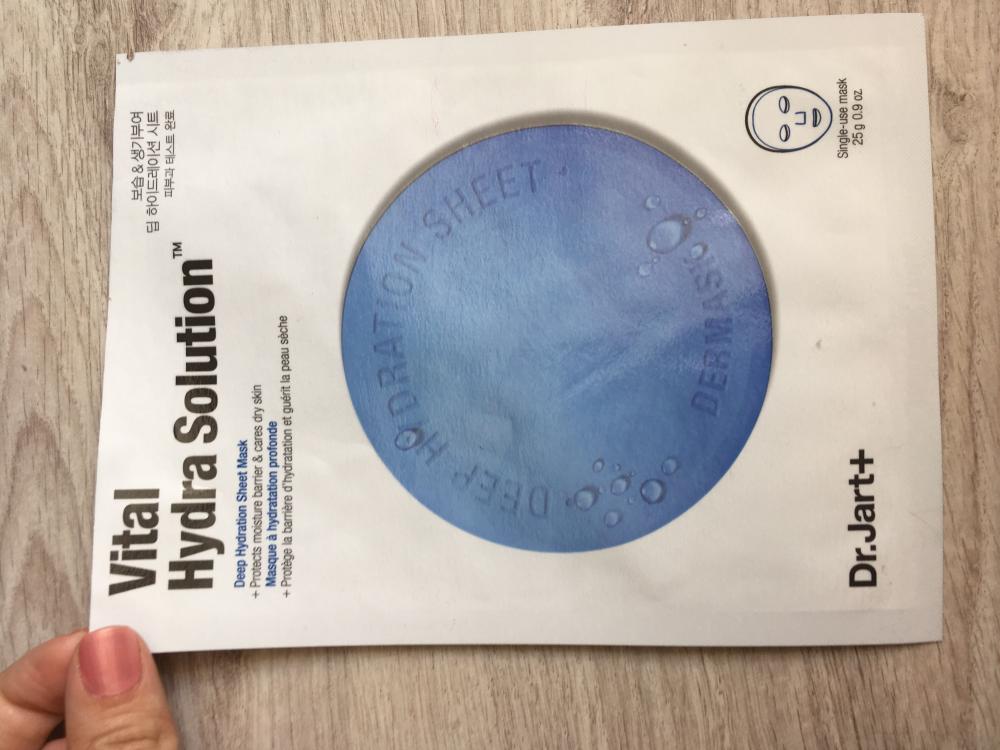 보습 & 생기부여
딥 하이드레이션 시트
피부과 테스트 완료
Vital
Hydra Solution™
Deep Hydration Sheet Mask
+ Protects moisture barrier & cares dry skin
Masque à hydratation profonde
+ Protège la barrière d'hydratation et guérit la peau sèche
DEEP HYDRATION SHEET
DERMASK
Dr.Jart+
Single-use mask
25 g 0.9 oz